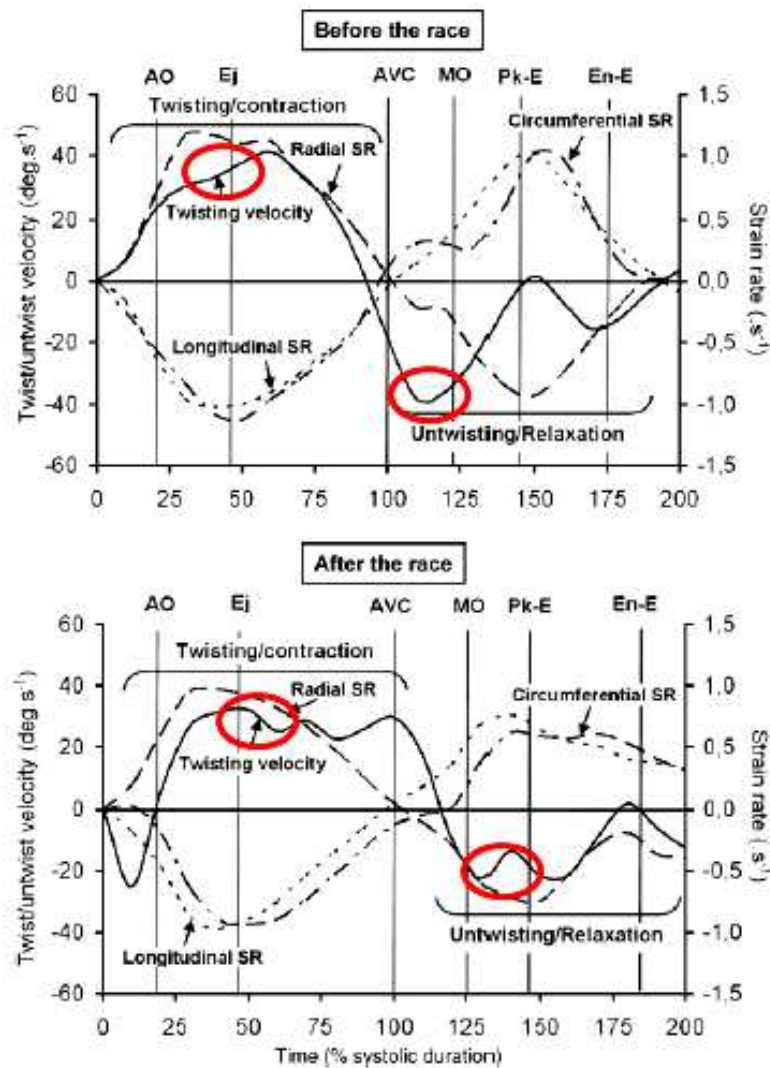 Before the race
AO Ej AVC MO Pk-E En-E
60 1,5
Twisting/contraction
Circumferential SR
40 1,0
Radial SR
Twisting velocity
20 0,5
0 0,0
Longitudinal SR
-20 -0,5
-40 -1,0
Untwisting/Relaxation
-60 -1,5
0 25 50 75 100 125 150 175 200
Twist/untwist velocity (deg.s⁻¹)
Strain rate (.s⁻¹)
After the race
AO Ej AVC MO Pk-E En-E
60 1,5
Twisting/contraction
Radial SR
Circumferential SR
40 1,0
20 0,5
Twisting velocity
0 0,0
-20 -0,5
Longitudinal SR
Untwisting/Relaxation
-40 -1,0
-60 -1,5
0 25 50 75 100 125 150 175 200
Twist/untwist velocity (deg s⁻¹)
Strain rate (.s⁻¹)
Time (% systolic duration)